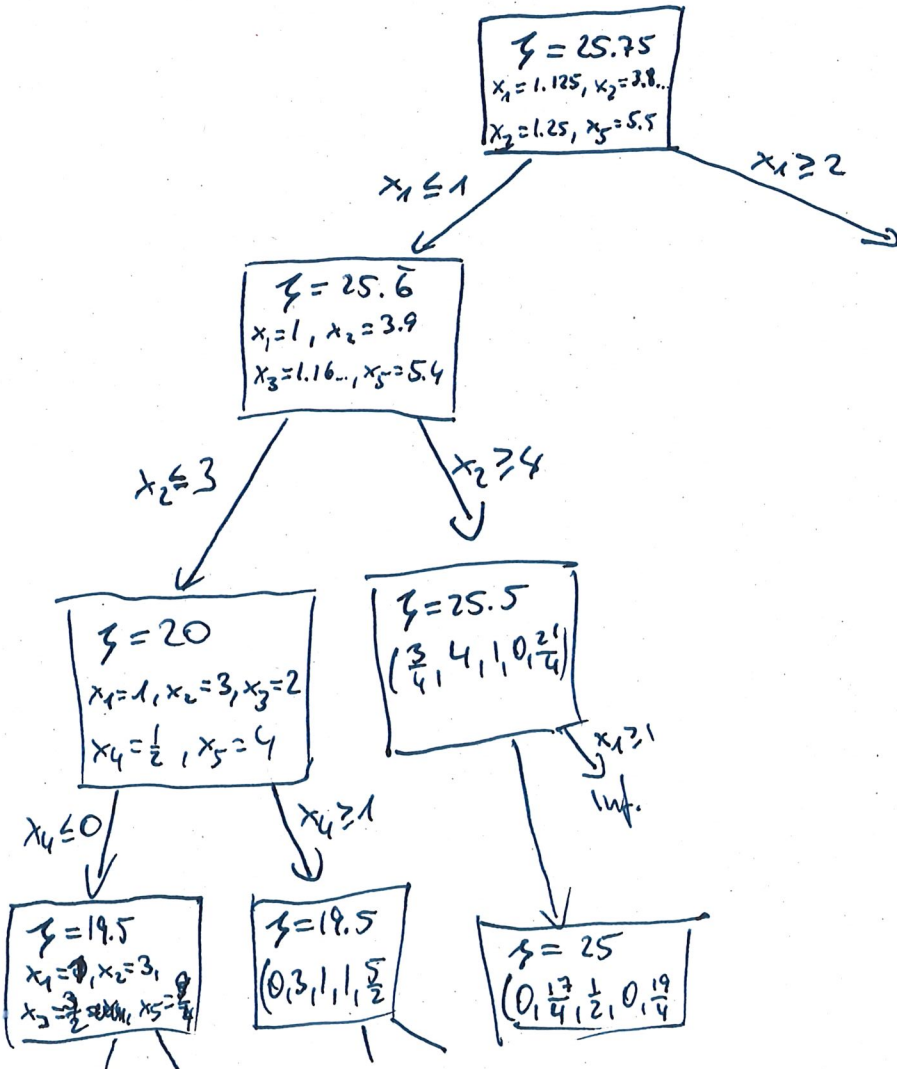 ζ = 25.75
x₁=1.125, x₂=3.8..
x₃=1.25, x₅=5.5
x₁≤1
x₁≥2
ζ = 25.6̄
x₁=1, x₂=3.9
x₃=1.16.., x₅=5.4
x₂≤3
x₂≥4
ζ=20
x₁=1, x₂=3, x₃=2
x₄=½, x₅=4
ζ=25.5
(3/4, 4, 1, 0, 21/4)
x₁≥1
inf.
x₄≤0
x₄≥1
ζ=19.5
x₂=3,
x₃=3/2
x₅=
ζ=19.5
(0,3,1,1,5/2
ζ = 25
(0, 17/4, 1/2, 0, 19/4